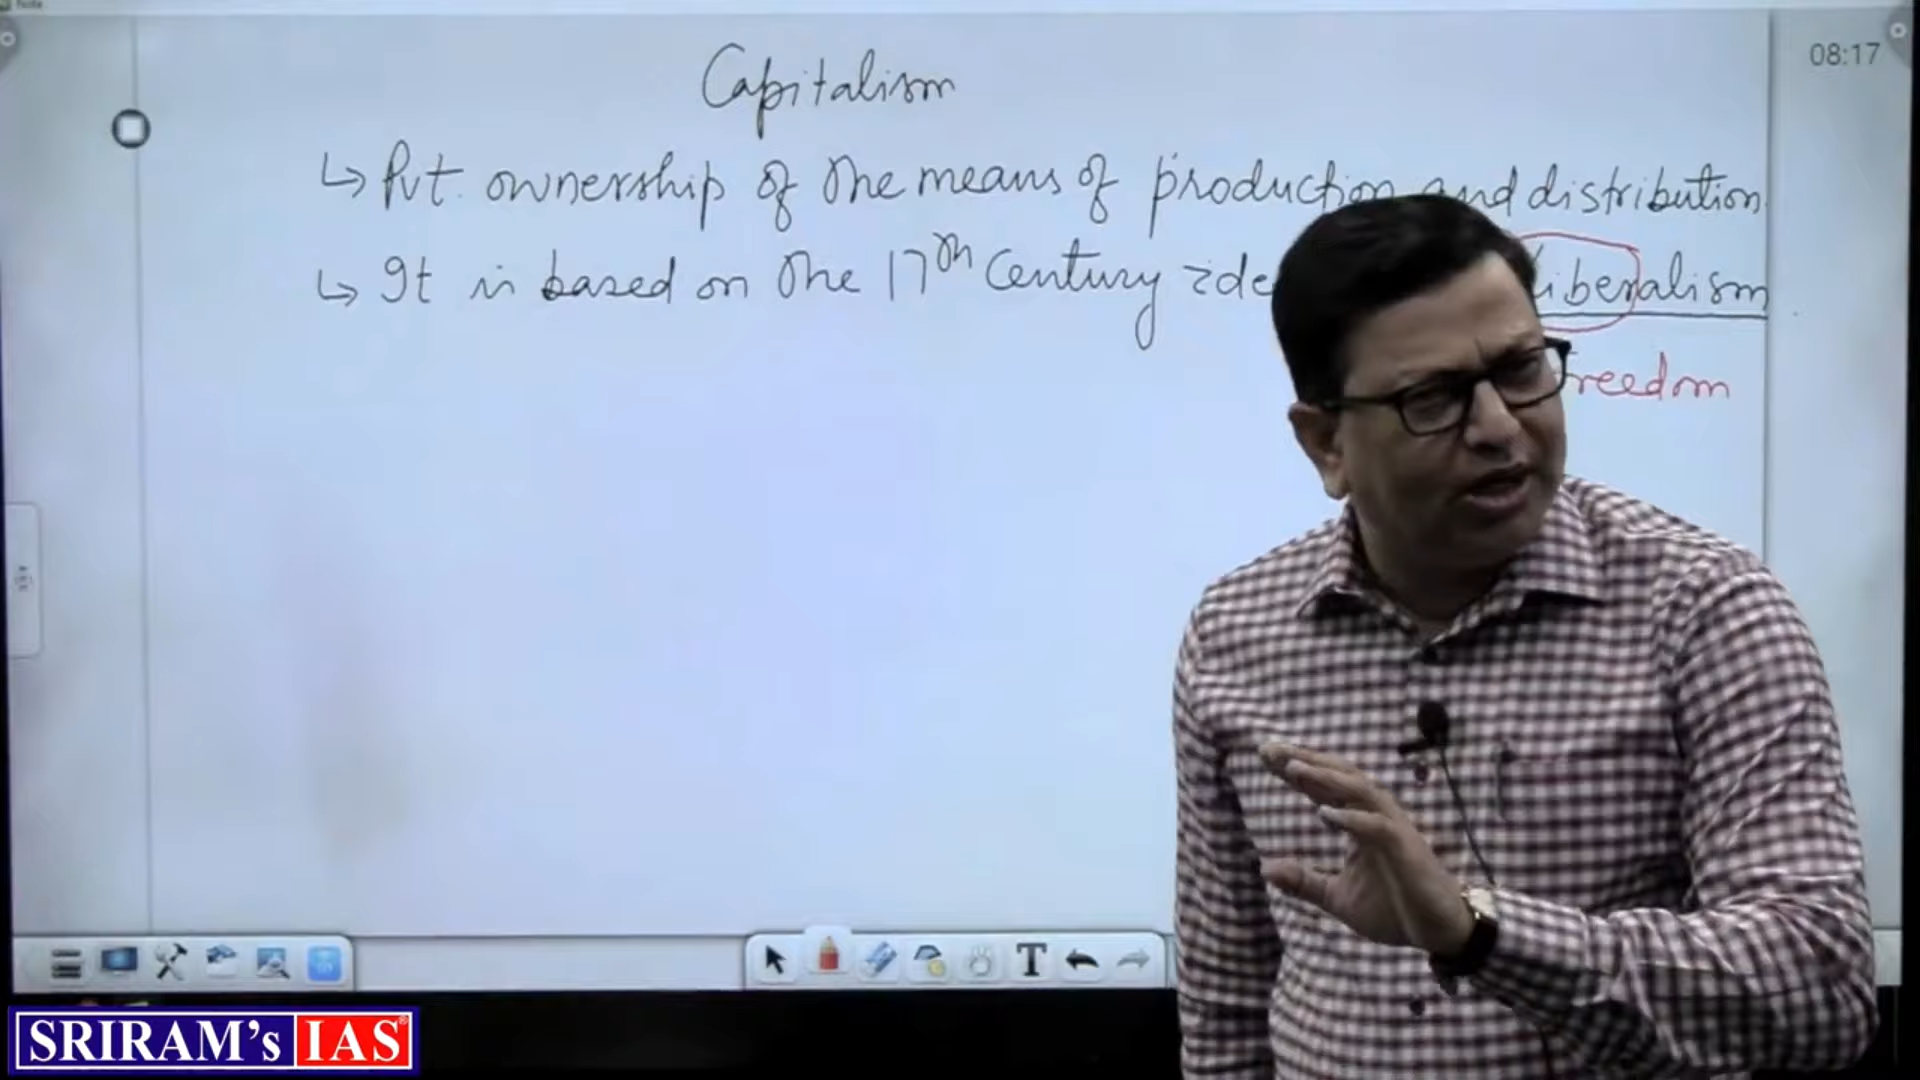 Note
08:17
Capitalism
↳ Pvt. ownership of the means of production and distribution
↳ It is based on the 17th Century liberalism
freedom
T
SRIRAM's IAS®